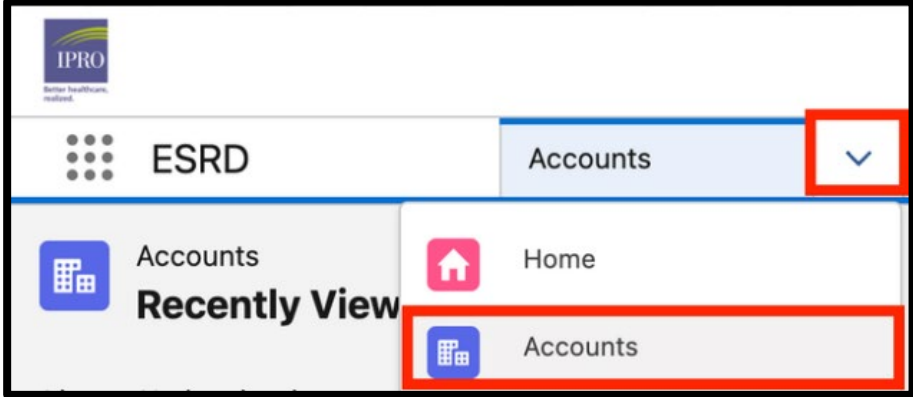 IPRO
Better healthcare,
realized.
ESRD
Accounts
Accounts
Recently View
Home
Accounts